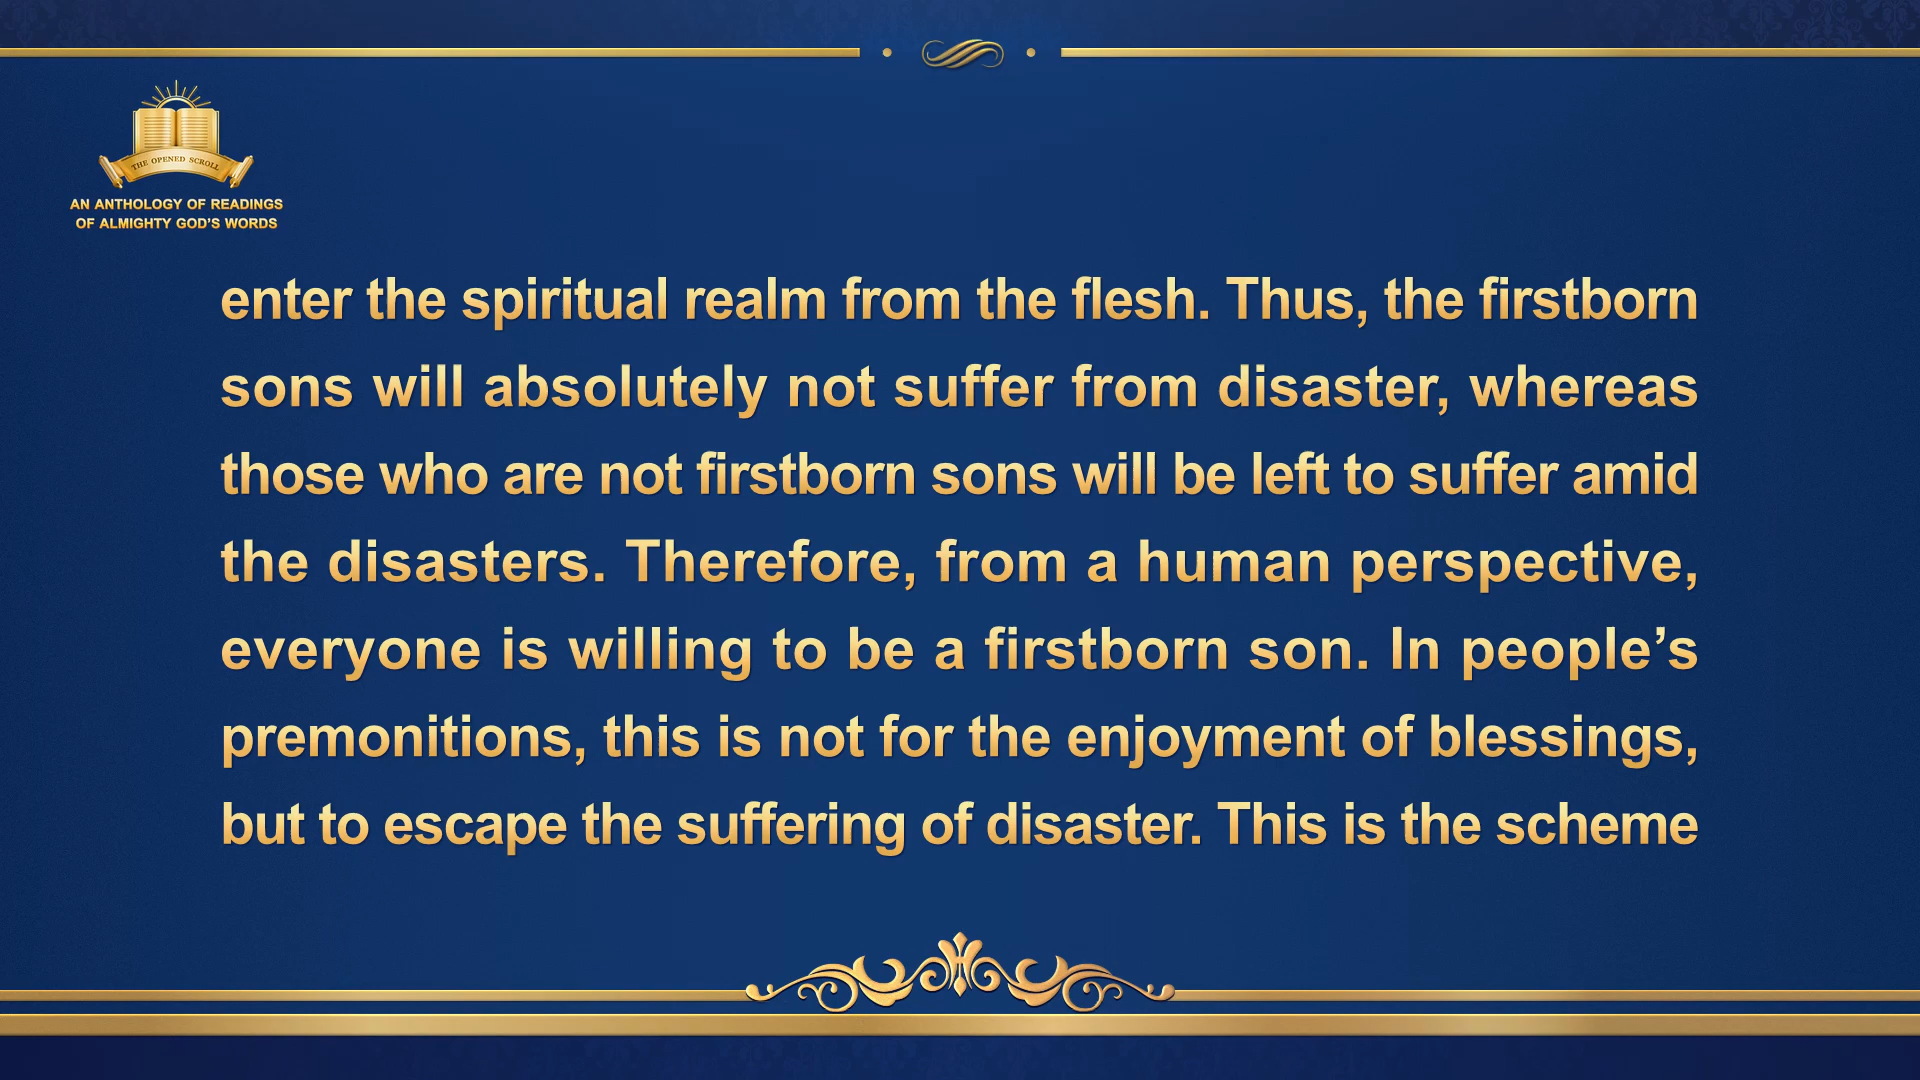 THE OPENED SCROLL
AN ANTHOLOGY OF READINGS
OF ALMIGHTY GOD'S WORDS
enter the spiritual realm from the flesh. Thus, the firstborn
sons will absolutely not suffer from disaster, whereas
those who are not firstborn sons will be left to suffer amid
the disasters. Therefore, from a human perspective,
everyone is willing to be a firstborn son. In people’s
premonitions, this is not for the enjoyment of blessings,
but to escape the suffering of disaster. This is the scheme